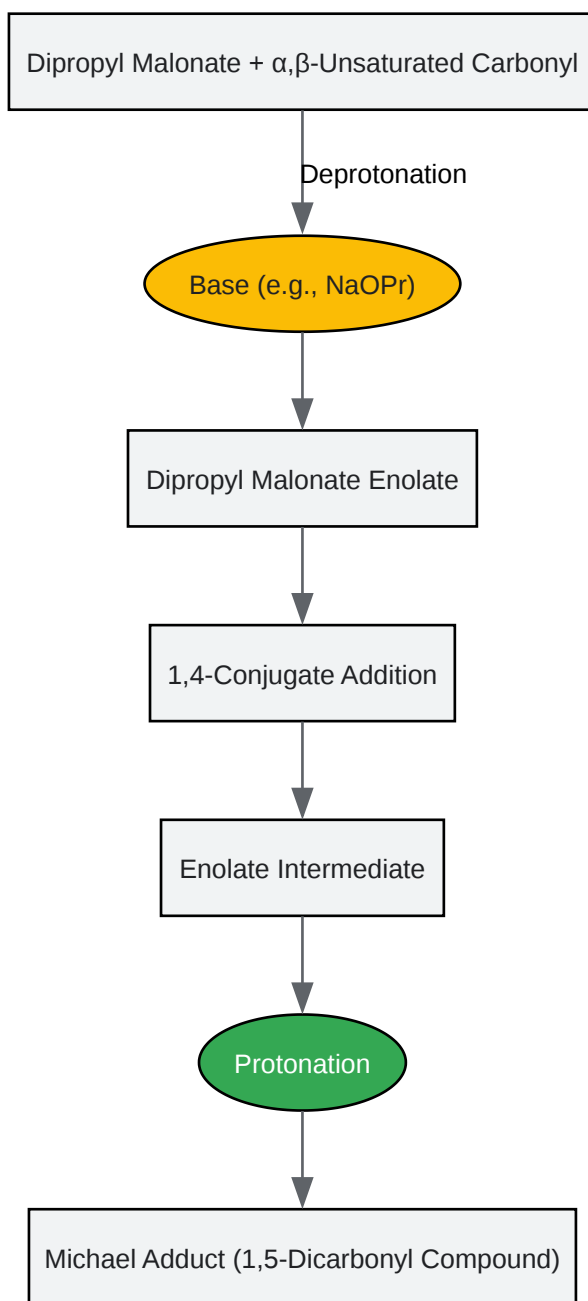 Dipropyl Malonate + α,β-Unsaturated Carbonyl
Deprotonation
Base (e.g., NaOPr)
Dipropyl Malonate Enolate
1,4-Conjugate Addition
Enolate Intermediate
Protonation
Michael Adduct (1,5-Dicarbonyl Compound)